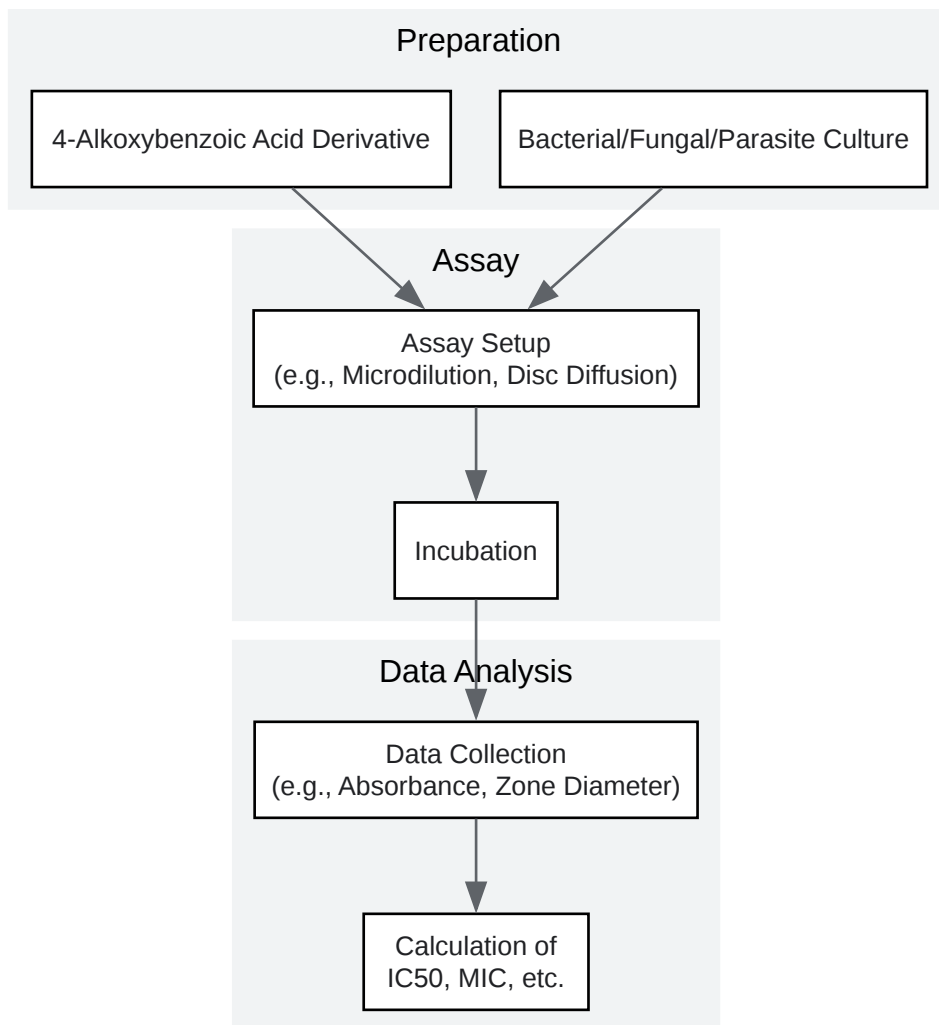 Preparation
4-Alkoxybenzoic Acid Derivative
Bacterial/Fungal/Parasite Culture
Assay
Assay Setup
(e.g., Microdilution, Disc Diffusion)
Incubation
Data Analysis
Data Collection
(e.g., Absorbance, Zone Diameter)
Calculation of
IC50, MIC, etc.